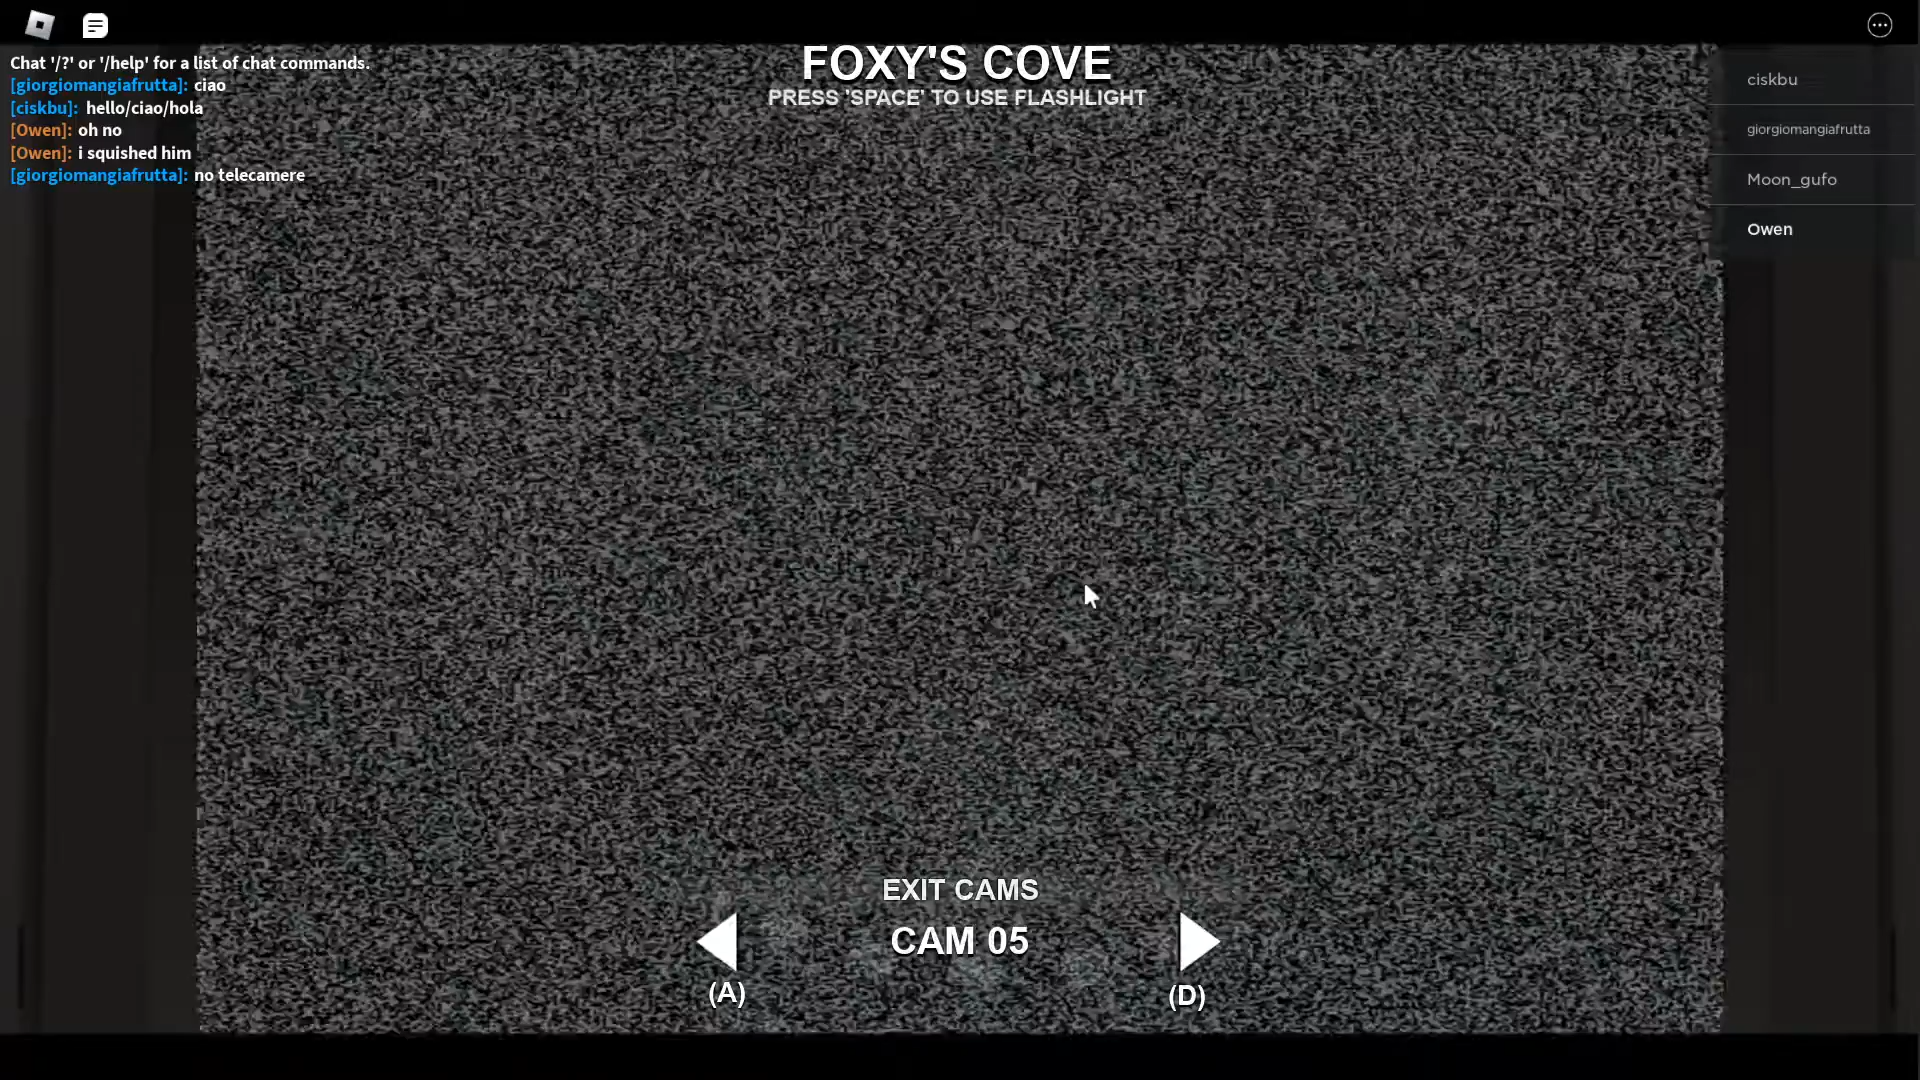 Chat '/?' or '/help' for a list of chat commands.
[giorgiomangiafrutta]: ciao
[ciskbu]: hello/ciao/hola
[Owen]: oh no
[Owen]: i squished him
[giorgiomangiafrutta]: no telecamere
FOXY'S COVE
PRESS 'SPACE' TO USE FLASHLIGHT
ciskbu
giorgiomangiafrutta
Moon_gufo
Owen
EXIT CAMS
CAM 05
(A)
(D)